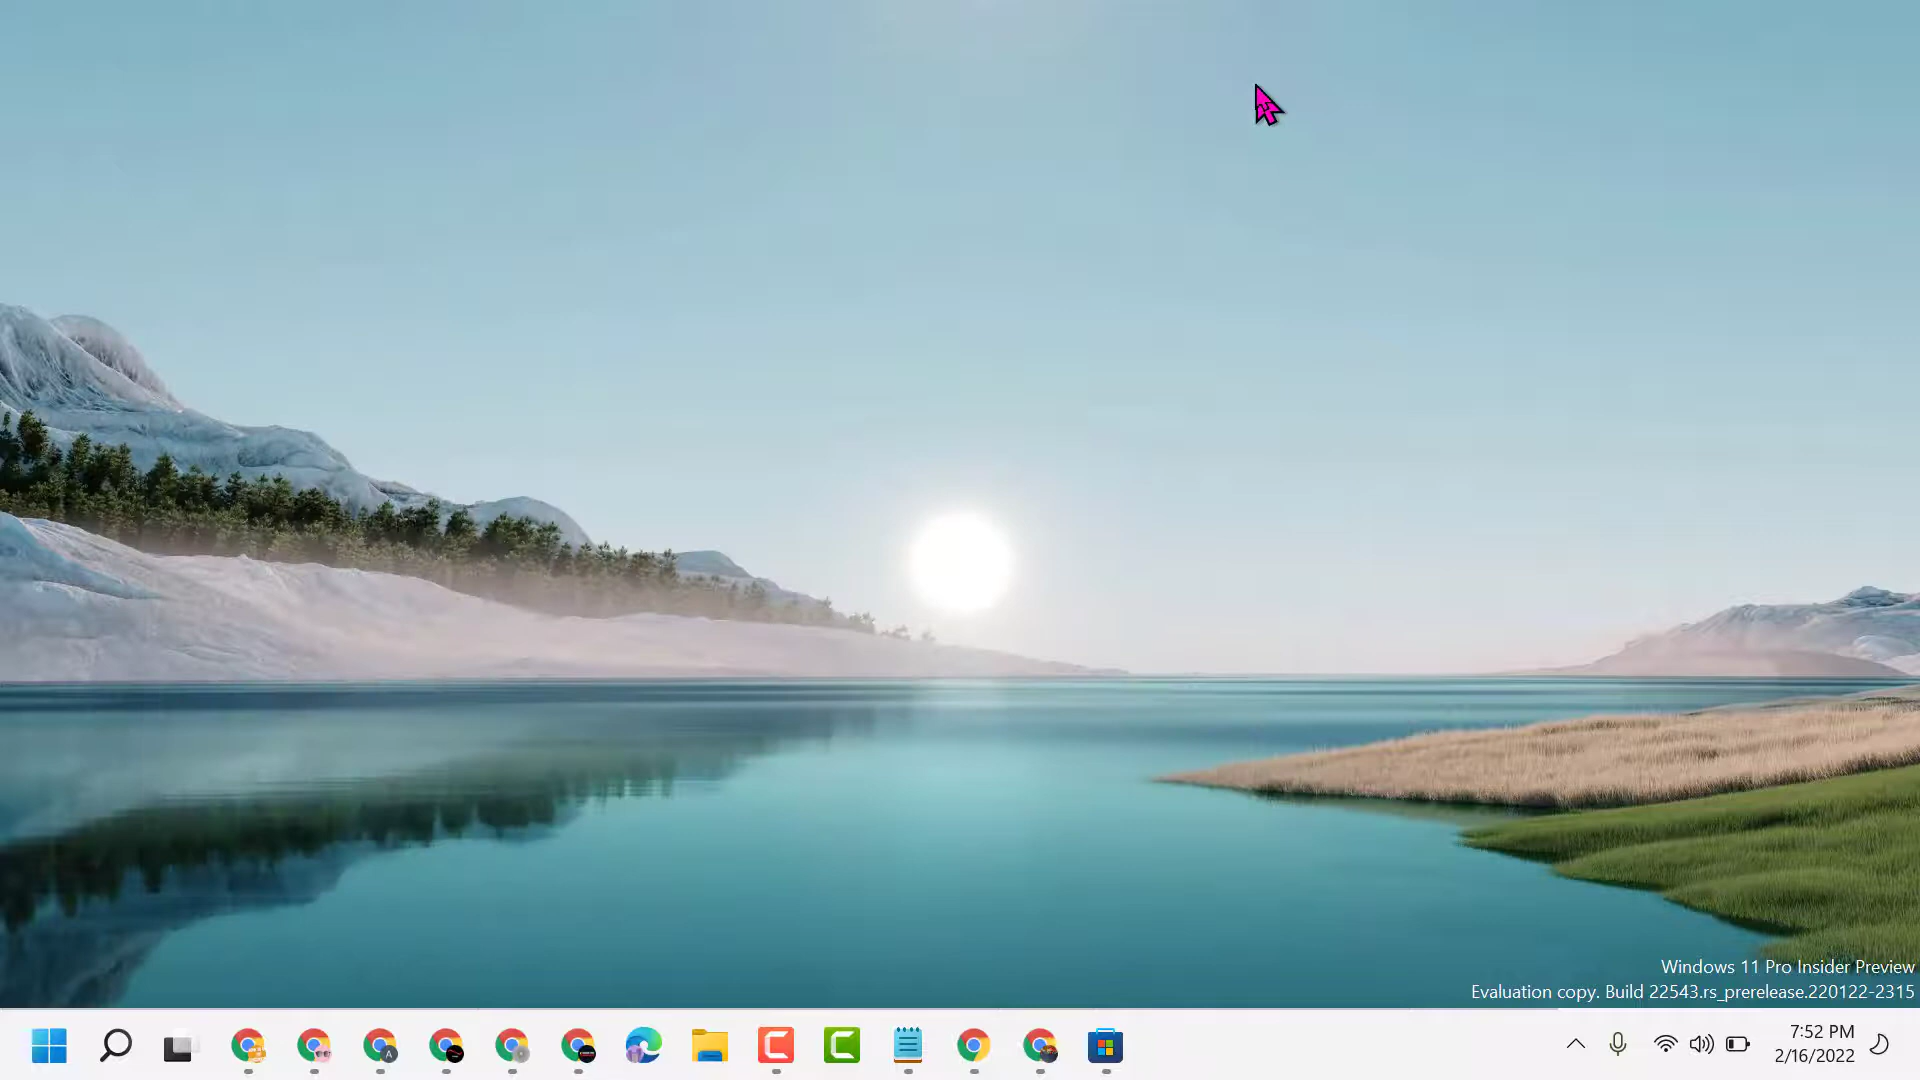 Windows 11 Pro Insider Preview
Evaluation copy. Build 22543.rs_prerelease.220122-2315
A
7:52 PM
2/16/2022